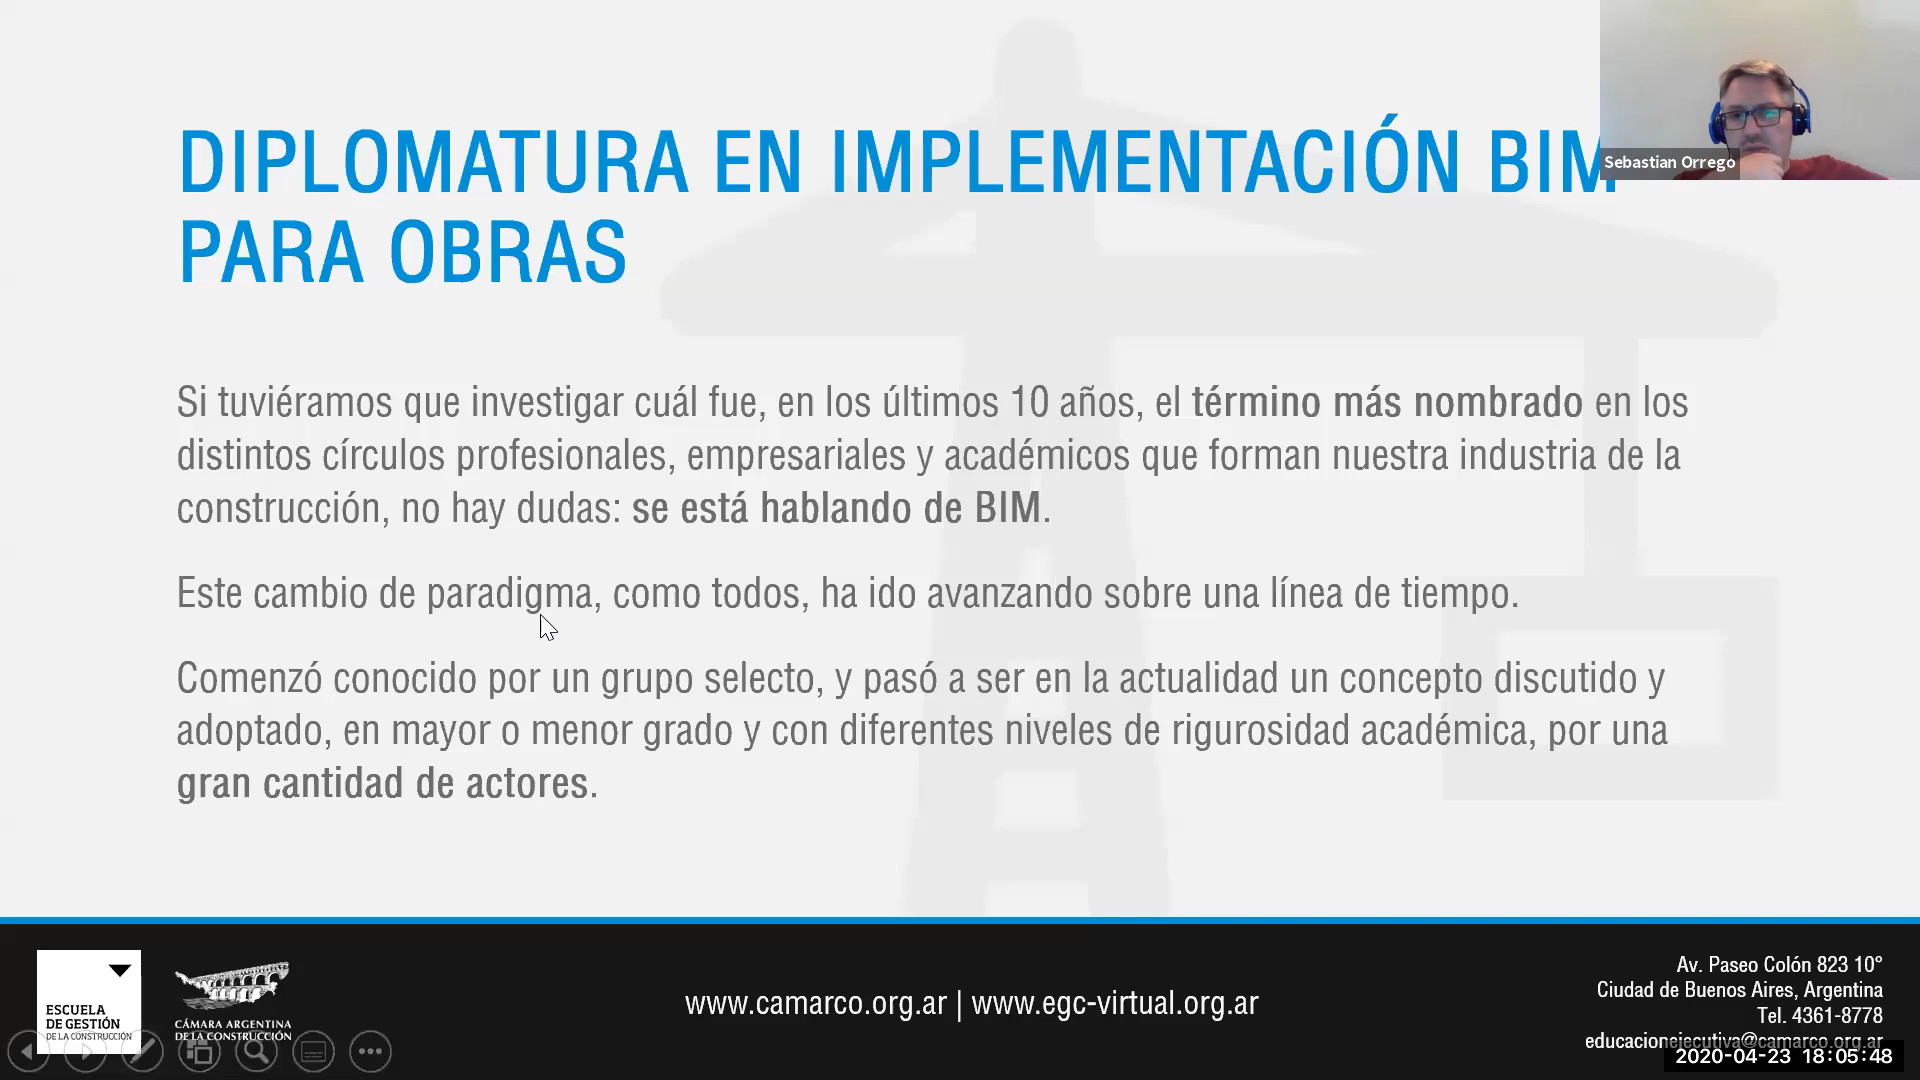 DIPLOMATURA EN IMPLEMENTACIÓN BIM
PARA OBRAS
Sebastian Orrego
Si tuviéramos que investigar cuál fue, en los últimos 10 años, el término más nombrado en los
distintos círculos profesionales, empresariales y académicos que forman nuestra industria de la
construcción, no hay dudas: se está hablando de BIM.
Este cambio de paradigma, como todos, ha ido avanzando sobre una línea de tiempo.
Comenzó conocido por un grupo selecto, y pasó a ser en la actualidad un concepto discutido y
adoptado, en mayor o menor grado y con diferentes niveles de rigurosidad académica, por una
gran cantidad de actores.
ESCUELA
DE GESTIÓN
DE LA CONSTRUCCIÓN
CÁMARA ARGENTINA
DE LA CONSTRUCCIÓN
www.camarco.org.ar | www.egc-virtual.org.ar
Av. Paseo Colón 823 10°
Ciudad de Buenos Aires, Argentina
Tel. 4361-8778
educacionejecutiva@camarco.org.ar
2020-04-23 18:05:48